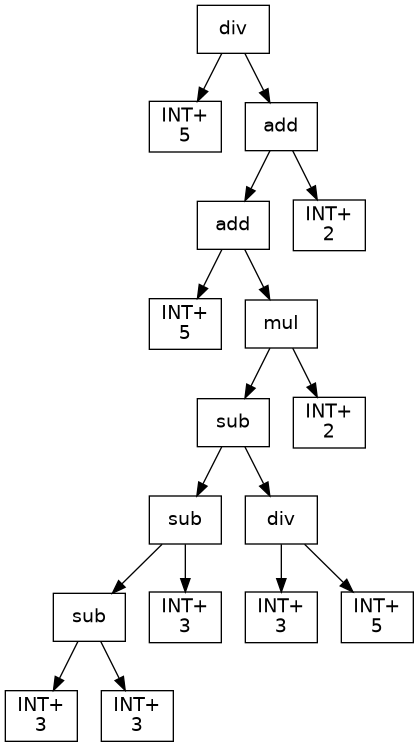 div
INT+
5
add
add
INT+
2
INT+
5
mul
sub
INT+
2
sub
div
sub
INT+
3
INT+
3
INT+
5
INT+
3
INT+
3